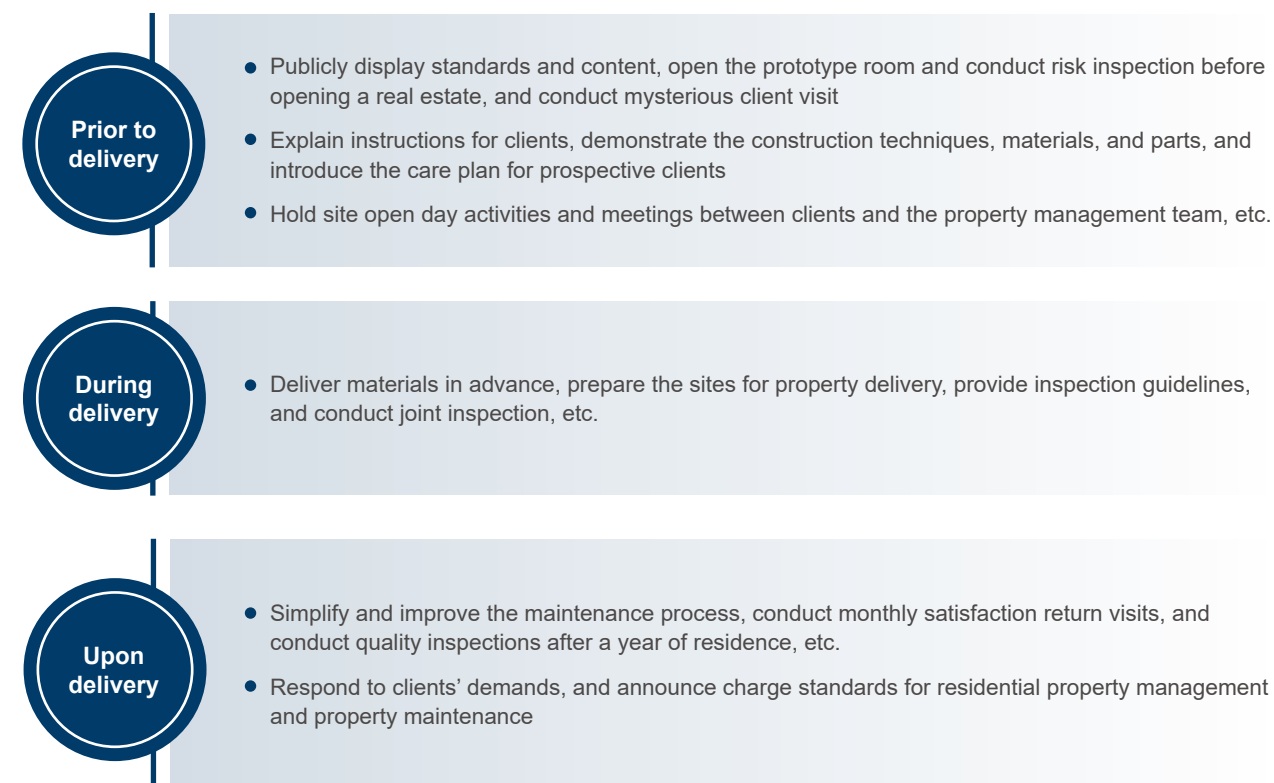 Prior to
delivery
● Publicly display standards and content, open the prototype room and conduct risk inspection before
opening a real estate, and conduct mysterious client visit
● Explain instructions for clients, demonstrate the construction techniques, materials, and parts, and
introduce the care plan for prospective clients
● Hold site open day activities and meetings between clients and the property management team, etc.
During
delivery
● Deliver materials in advance, prepare the sites for property delivery, provide inspection guidelines,
and conduct joint inspection, etc.
Upon
delivery
● Simplify and improve the maintenance process, conduct monthly satisfaction return visits, and
conduct quality inspections after a year of residence, etc.
● Respond to clients’ demands, and announce charge standards for residential property management
and property maintenance